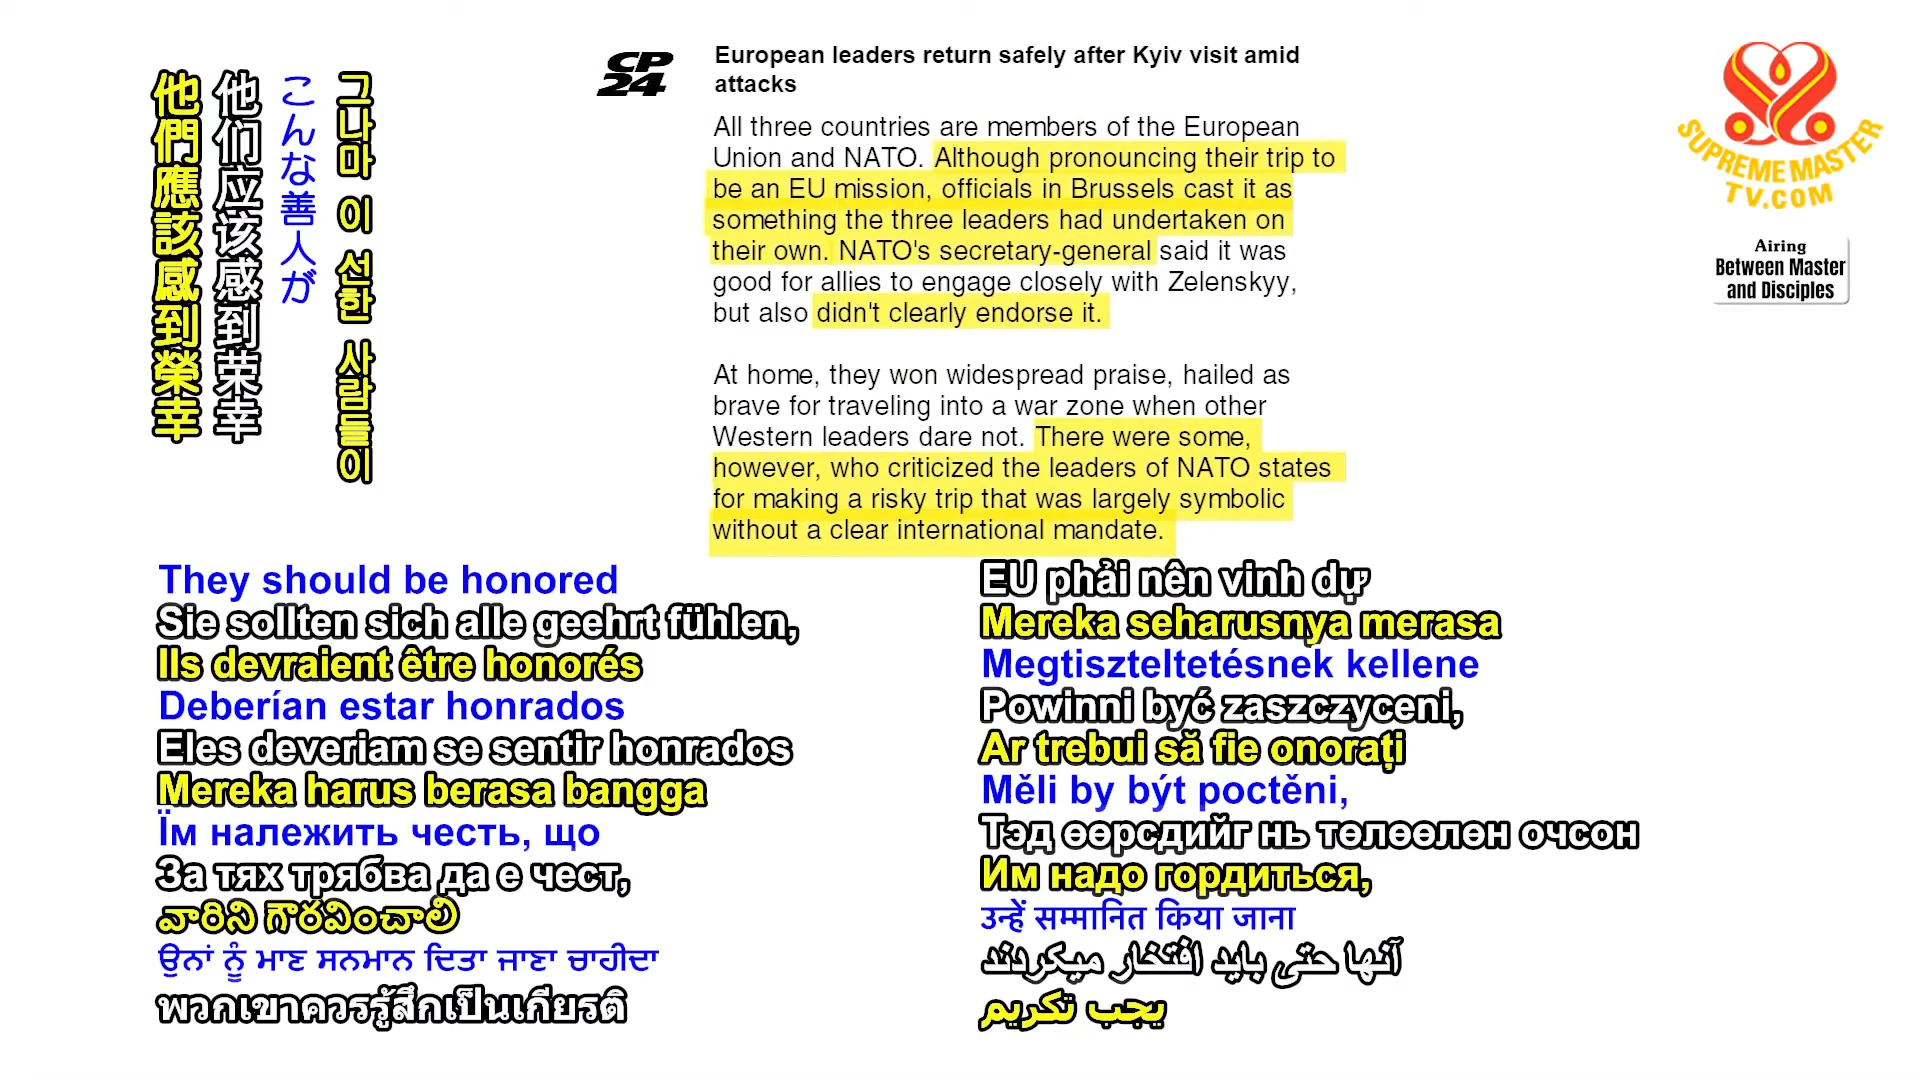 他們應該感到榮幸
他们应该感到荣幸
こんな善人が
그나마 이 선한 사람들이
CP
24
European leaders return safely after Kyiv visit amid
attacks
All three countries are members of the European
Union and NATO. Although pronouncing their trip to
be an EU mission, officials in Brussels cast it as
something the three leaders had undertaken on
their own. NATO's secretary-general said it was
good for allies to engage closely with Zelenskyy,
but also didn't clearly endorse it.
At home, they won widespread praise, hailed as
brave for traveling into a war zone when other
Western leaders dare not. There were some,
however, who criticized the leaders of NATO states
for making a risky trip that was largely symbolic
without a clear international mandate.
SUPREME MASTER
TV.COM
Airing
Between Master
and Disciples
They should be honored
Sie sollten sich alle geehrt fühlen,
Ils devraient être honorés
Deberían estar honrados
Eles deveriam se sentir honrados
Mereka harus berasa bangga
Їм належить честь, що
За тях трябва да е чест,
వారిని గౌరవించాలి
ਉਨਾਂ ਨੂੰ ਮਾਣ ਸਨਮਾਨ ਦਿਤਾ ਜਾਣਾ ਚਾਹੀਦਾ
พวกเขาควรรู้สึกเป็นเกียรติ
EU phải nên vinh dự
Mereka seharusnya merasa
Megtiszteltetésnek kellene
Powinni być zaszczyceni,
Ar trebui să fie onorați
Měli by být poctěni,
Тэд өөрсдийг нь төлөөлөн очсон
Им надо гордиться,
उन्हें सम्मानित किया जाना
آنها حتی باید افتخار میکردند
يجب تكريم